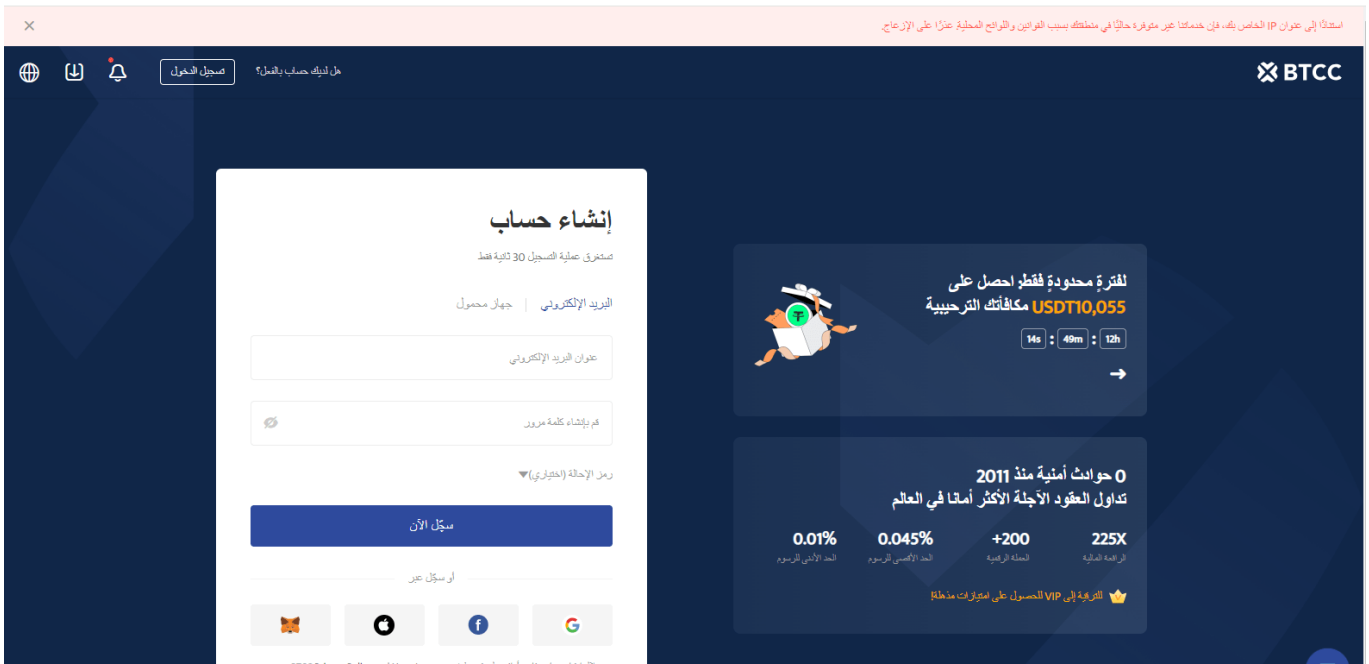 استنادًا إلى عنوان IP الخاص بك، فإن خدماتنا غير متوفرة حاليًا في منطقتك بسبب القوانين واللوائح المحلية. عذرًا على الإزعاج.
BTCC
هل لديك حساب بالفعل؟
تسجيل الدخول
إنشاء حساب
تستغرق عملية التسجيل 30 ثانية فقط
البريد الإلكتروني | جهاز محمول
عنوان البريد الإلكتروني
قم بإنشاء كلمة مرور
رمز الإحالة (اختياري)
سجّل الآن
أو سجّل عبر
لفترةٍ محدودةٍ فقط: احصل على
USDT10,055 مكافأتك الترحيبية
12h : 49m : 14s
0 حوادث أمنية منذ 2011
تداول العقود الآجلة الأكثر أمانا في العالم
225X +200 0.045% 0.01%
الرافعة المالية العملة الرقمية الحد الأقصى للرسوم الحد الأدنى للرسوم
للترقية إلى VIP للحصول على امتيازات مذهلة!